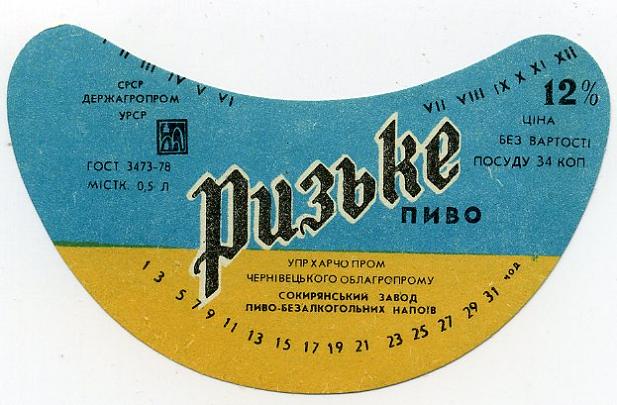 I II III IV V VI
VII VIII IX X XI XII
СРСР
ДЕРЖАГРОПРОМ
УРСР
ГОСТ 3473-78
МІСТК. 0,5 Л
12%
ЦІНА
БЕЗ ВАРТОСТІ
ПОСУДУ 34 КОП.
Ризьке
ПИВО
УПРХАРЧОПРОМ
ЧЕРНІВЕЦЬКОГО ОБЛАГРОПРОМУ
СОКИРЯНСЬКИЙ ЗАВОД
ПИВО-БЕЗАЛКОГОЛЬНИХ НАПОЇВ
1 3 5 7 9 11 13 15 17 19 21 23 25 27 29 31